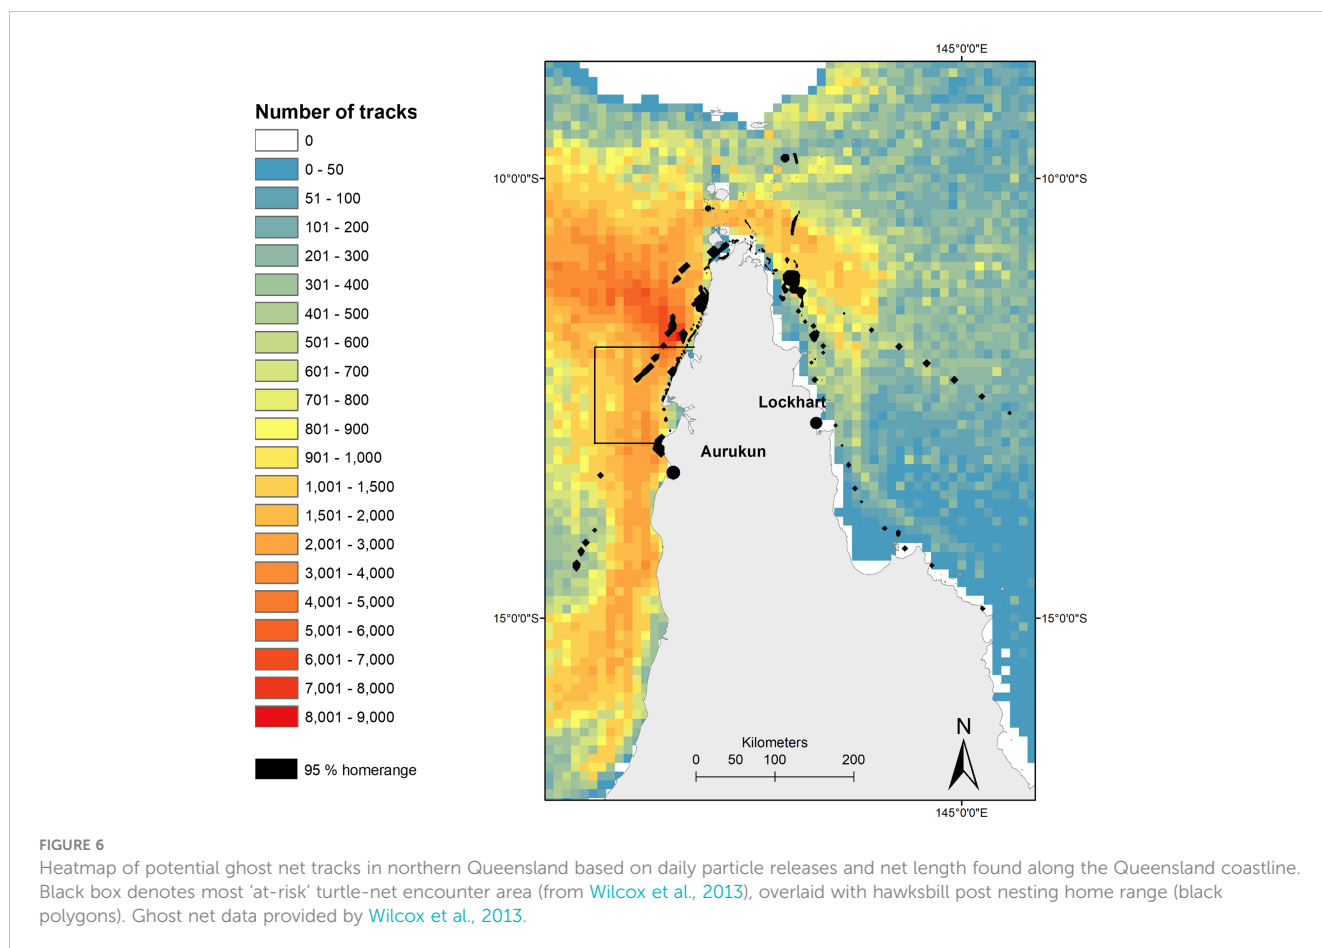 145°0'0"E
Number of tracks
0
0 - 50
51 - 100
101 - 200
201 - 300
301 - 400
401 - 500
501 - 600
601 - 700
701 - 800
801 - 900
901 - 1,000
1,001 - 1,500
1,501 - 2,000
2,001 - 3,000
3,001 - 4,000
4,001 - 5,000
5,001 - 6,000
6,001 - 7,000
7,001 - 8,000
8,001 - 9,000
95 % homerange
10°0'0"S
10°0'0"S
Lockhart
Aurukun
15°0'0"S
15°0'0"S
N
Kilometers
0 50 100 200
145°0'0"E
FIGURE 6
Heatmap of potential ghost net tracks in northern Queensland based on daily particle releases and net length found along the Queensland coastline.
Black box denotes most ‘at-risk’ turtle-net encounter area (from Wilcox et al., 2013), overlaid with hawksbill post nesting home range (black
polygons). Ghost net data provided by Wilcox et al., 2013.